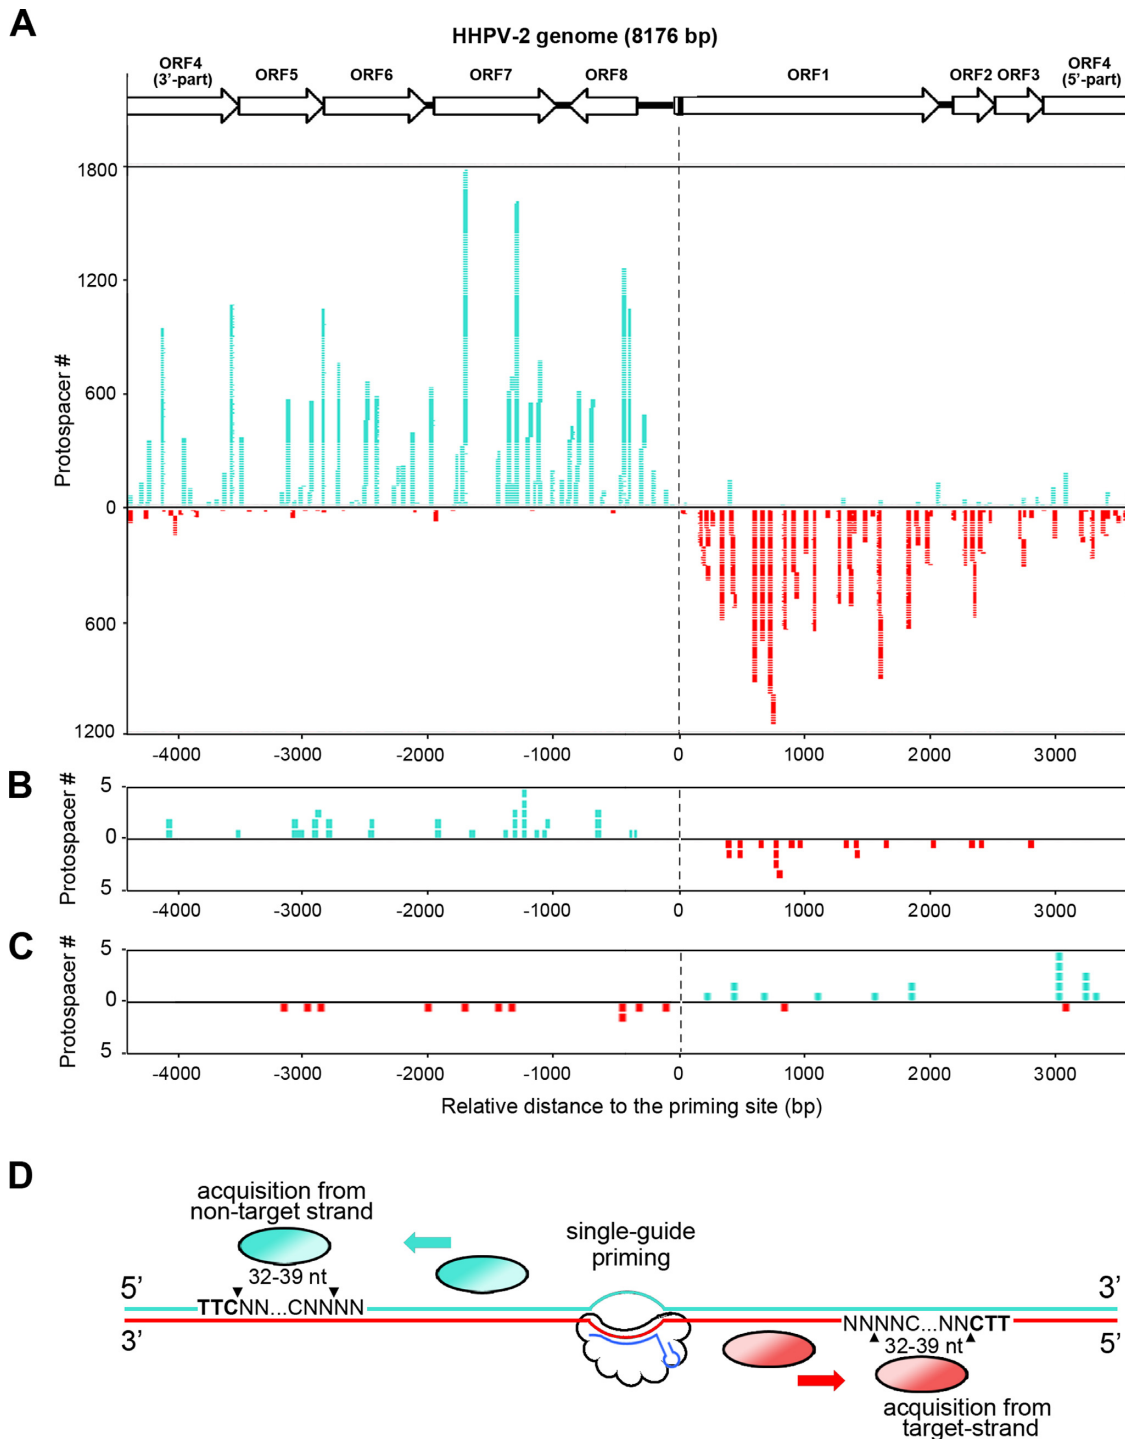 A
HHPV-2 genome (8176 bp)
ORF4
(3’-part)
ORF5
ORF6
ORF7
ORF8
ORF1
ORF2
ORF3
ORF4
(5’-part)
Protospacer #
1800
1200
600
0
600
1200
-4000
-3000
-2000
-1000
0
1000
2000
3000
B
Protospacer #
5
0
5
-4000
-3000
-2000
-1000
0
1000
2000
3000
C
Protospacer #
5
0
5
-4000
-3000
-2000
-1000
0
1000
2000
3000
Relative distance to the priming site (bp)
D
acquisition from
non-target strand
single-guide
priming
32-39 nt
5’
3’
TTCNN...CNNNN
3’
5’
NNNNC...NNCTT
32-39 nt
acquisition from
target-strand